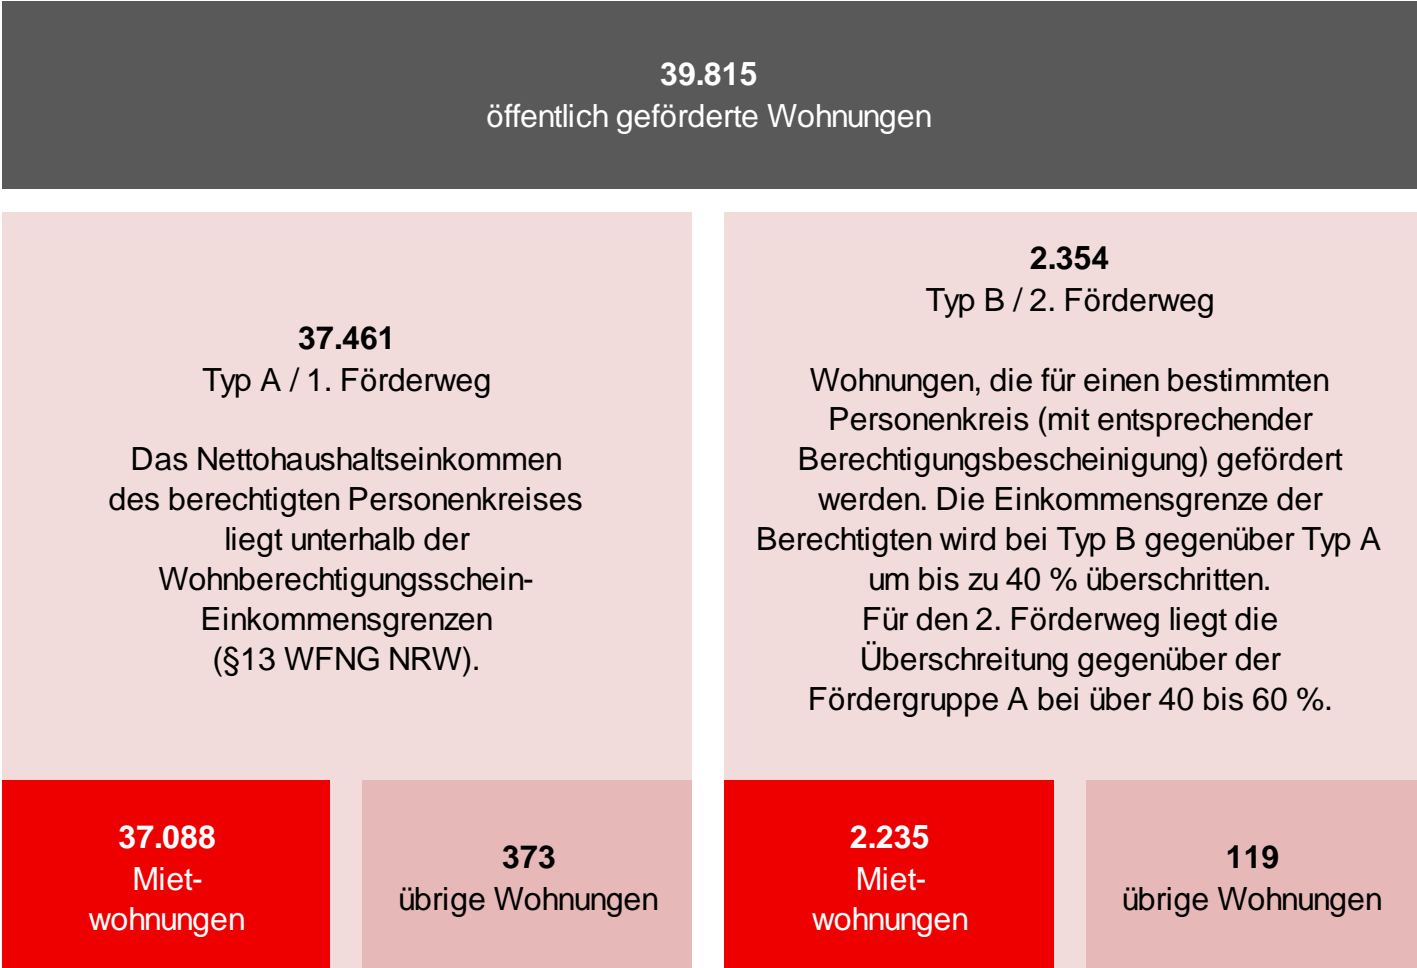 39.815
öffentlich geförderte Wohnungen
37.461
Typ A / 1. Förderweg
Das Nettohaushaltseinkommen
des berechtigten Personenkreises
liegt unterhalb der
Wohnberechtigungsschein-
Einkommensgrenzen
(§13 WFNG NRW).
37.088
Miet-
wohnungen
373
übrige Wohnungen
2.354
Typ B / 2. Förderweg
Wohnungen, die für einen bestimmten
Personenkreis (mit entsprechender
Berechtigungsbescheinigung) gefördert
werden. Die Einkommensgrenze der
Berechtigten wird bei Typ B gegenüber Typ A
um bis zu 40 % überschritten.
Für den 2. Förderweg liegt die
Überschreitung gegenüber der
Fördergruppe A bei über 40 bis 60 %.
2.235
Miet-
wohnungen
119
übrige Wohnungen